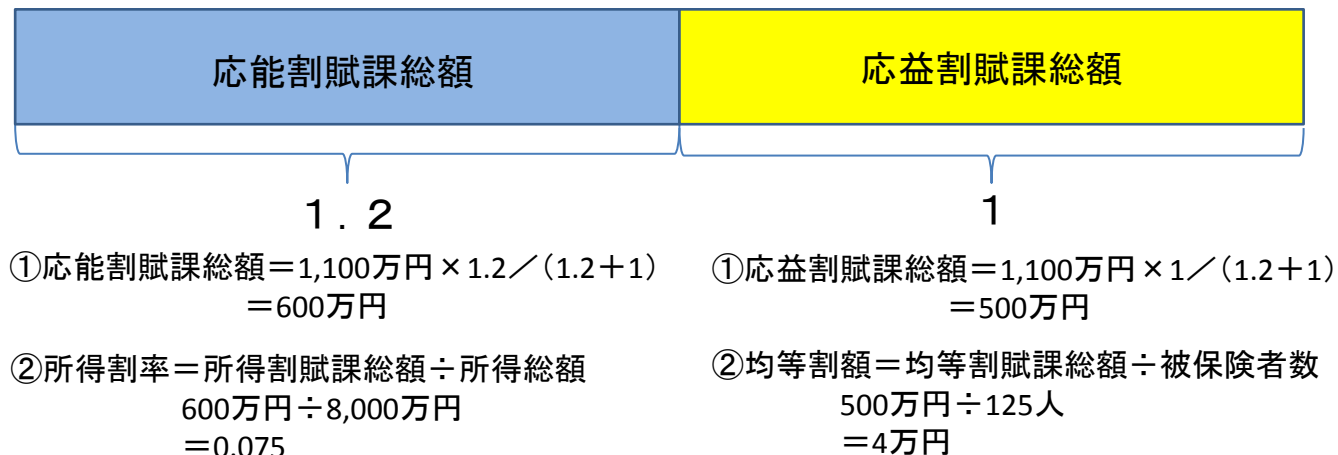 応能割賦課総額
応益割賦課総額
1.2
1
①応能割賦課総額＝1,100万円×1.2／(1.2＋1)
＝600万円
②所得割率＝所得割賦課総額÷所得総額
600万円÷8,000万円
＝0.075
①応益割賦課総額＝1,100万円×1／(1.2＋1)
＝500万円
②均等割額＝均等割賦課総額÷被保険者数
500万円÷125人
＝4万円